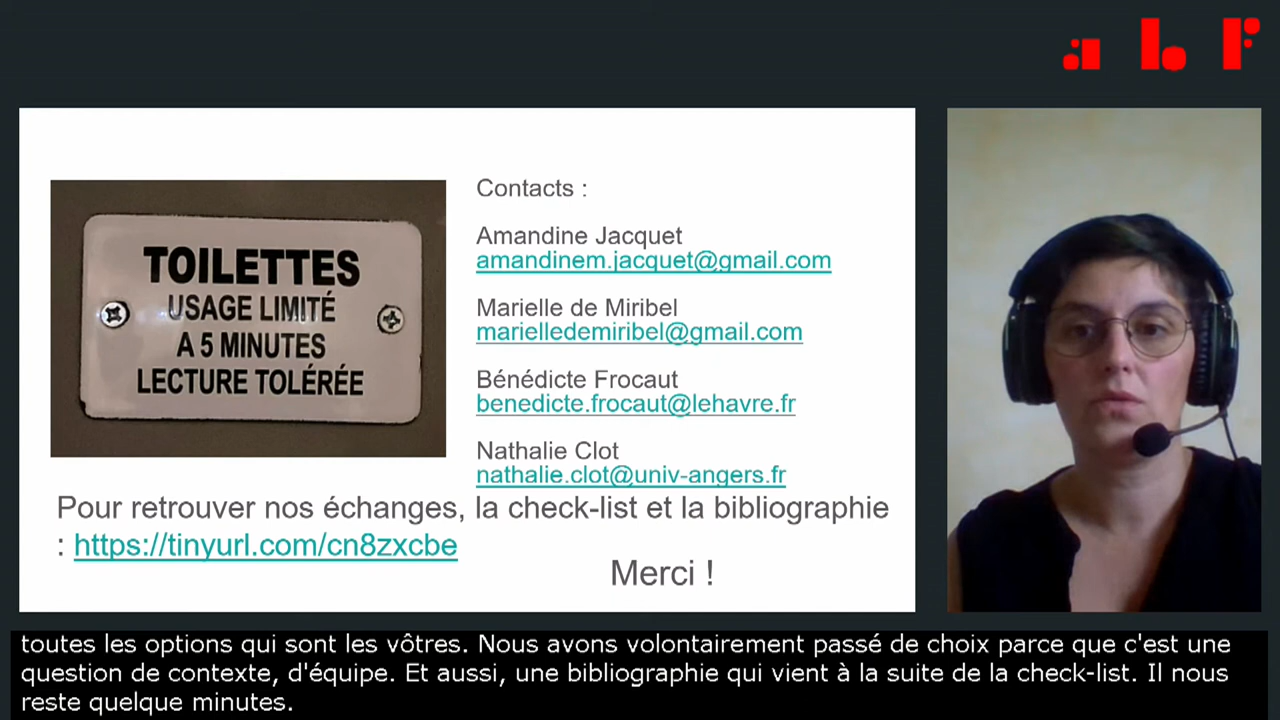 abf
TOILETTES
USAGE LIMITÉ
A 5 MINUTES
LECTURE TOLÉRÉE
Contacts :
Amandine Jacquet
amandinem.jacquet@gmail.com
Marielle de Miribel
marielledemiribel@gmail.com
Bénédicte Frocaut
benedicte.frocaut@lehavre.fr
Nathalie Clot
nathalie.clot@univ-angers.fr
Pour retrouver nos échanges, la check-list et la bibliographie
: https://tinyurl.com/cn8zxcbe
Merci !
toutes les options qui sont les vôtres. Nous avons volontairement passé de choix parce que c'est une
question de contexte, d'équipe. Et aussi, une bibliographie qui vient à la suite de la check-list. Il nous
reste quelque minutes.